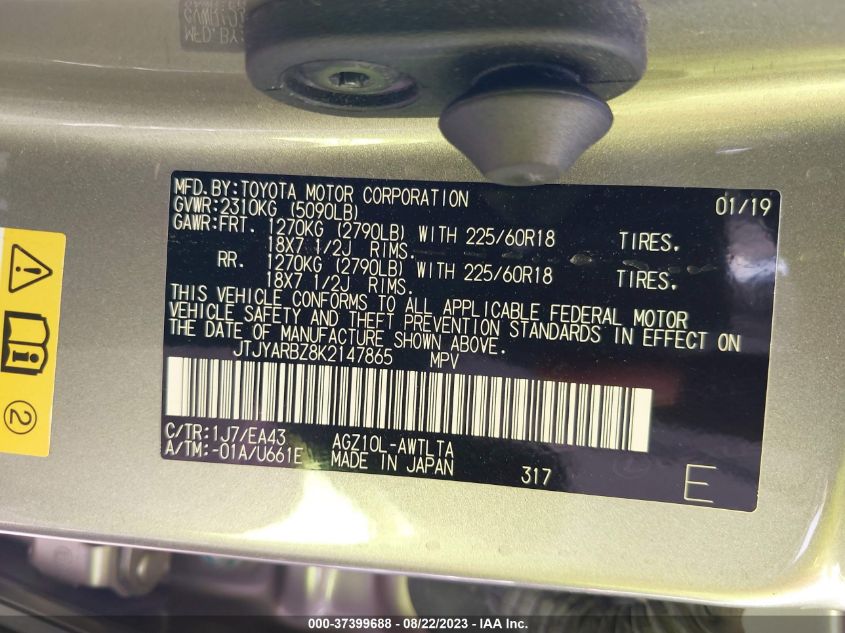 MFD.BY:TOYOTA MOTOR CORPORATION 01/19
GVWR:2310KG (5090LB)
GAWR:FRT. 1270KG (2790LB) WITH 225/60R18 TIRES.
18X7 1/2J RIMS.
RR. 1270KG (2790LB) WITH 225/60R18 TIRES.
18X7 1/2J RIMS.
THIS VEHICLE CONFORMS TO ALL APPLICABLE FEDERAL MOTOR
VEHICLE SAFETY AND THEFT PREVENTION STANDARDS IN EFFECT ON
THE DATE OF MANUFACTURE SHOWN ABOVE.
JTJYARBZ8K2147865 MPV
C/TR:1J7/EA43 AGZ10L-AWTLTA
A/TM:-01A/U661E MADE IN JAPAN 317 E
2
000-37399688 - 08/22/2023 - IAA Inc.